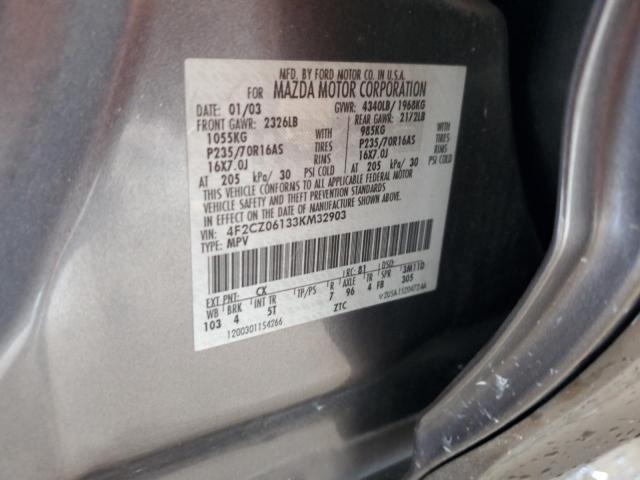 MFD. BY FORD MOTOR CO. IN U.S.A.
FOR MAZDA MOTOR CORPORATION
DATE: 01/03 GVWR: 4340LB/ 1968KG
FRONT GAWR: 2326LB REAR GAWR: 2172LB
1055KG WITH 985KG WITH
P235/70R16AS TIRES P235/70R16AS TIRES
16X7.0J RIMS 16X7.0J RIMS
AT 205 kPa/ 30 PSI COLD AT 205 kPa/ 30 PSI COLD
THIS VEHICLE CONFORMS TO ALL APPLICABLE FEDERAL MOTOR
VEHICLE SAFETY AND THEFT PREVENTION STANDARDS
IN EFFECT ON THE DATE OF MANUFACTURE SHOWN ABOVE.
VIN: 4F2CZ06133KM32903
TYPE: MPV
EXT PNT: CX RC: 81 3M11D
WB BRK INT TR TP/PS R AXLE TR SPR
103 4 5T 7 96 4 FB 305
1200301154266 ZTC